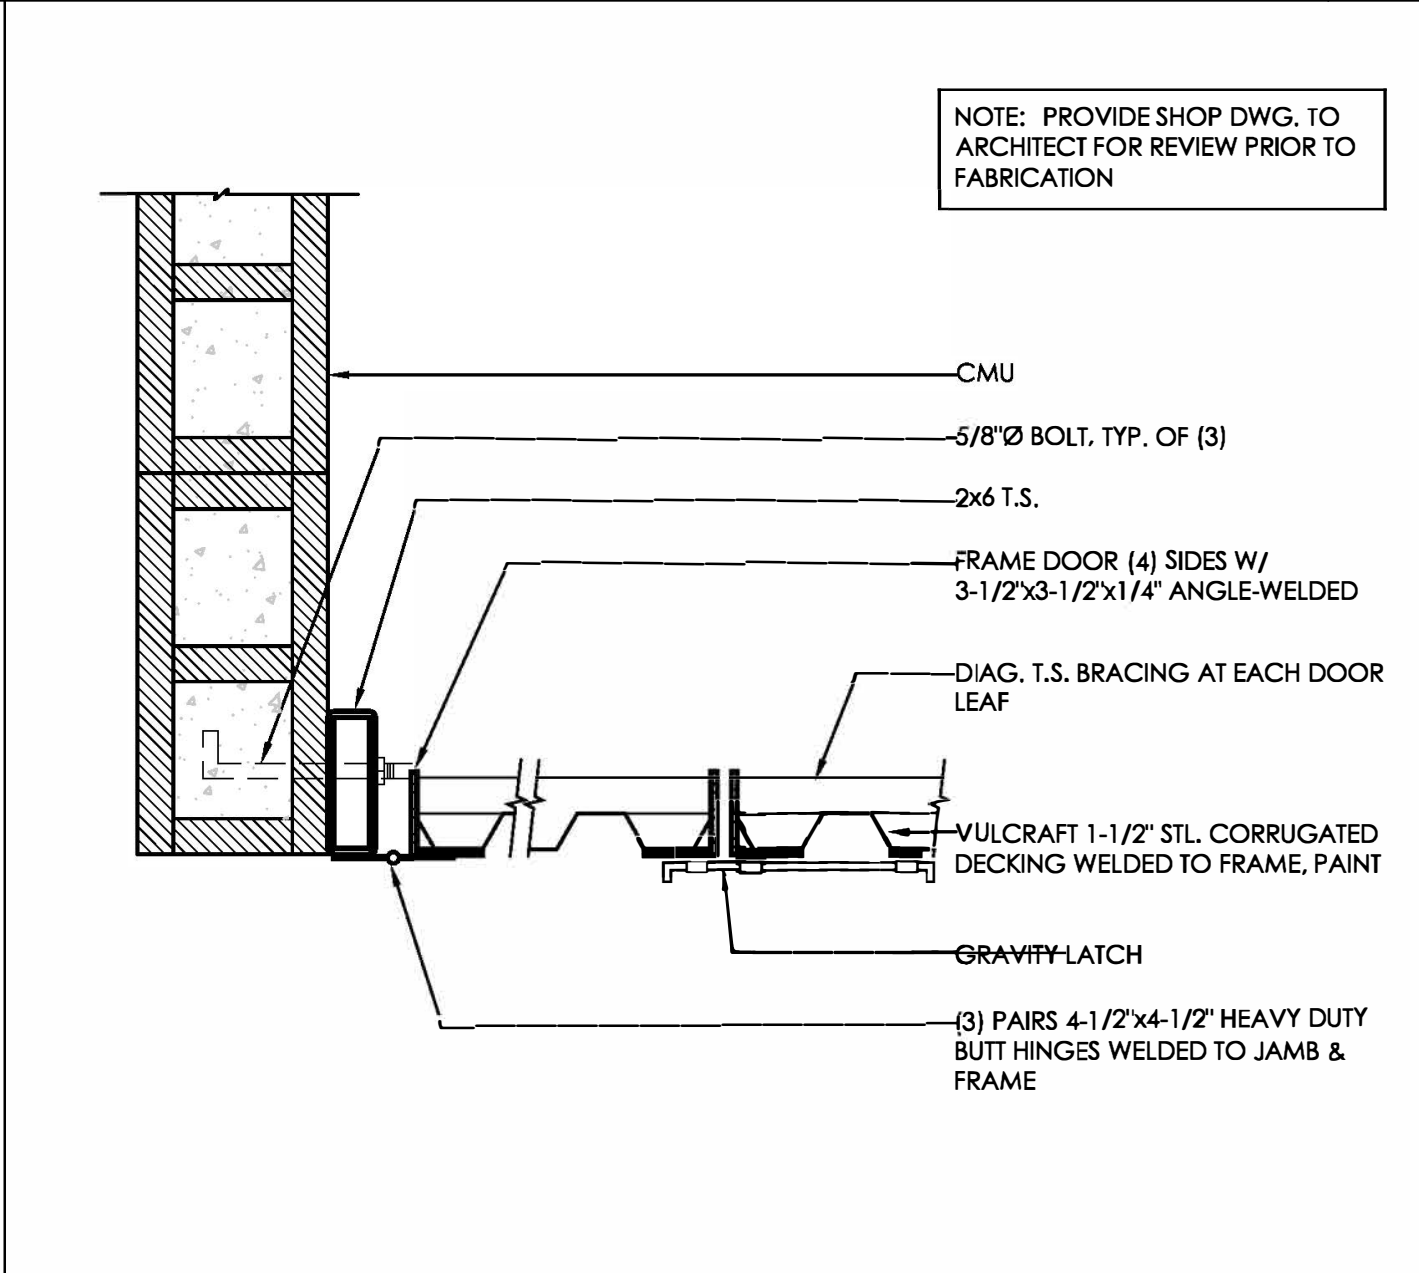 NOTE: PROVIDE SHOP DWG. TO
ARCHITECT FOR REVIEW PRIOR TO
FABRICATION
CMU
5/8"Ø BOLT, TYP. OF (3)
2x6 T.S.
FRAME DOOR (4) SIDES W/
3-1/2"x3-1/2"x1/4" ANGLE-WELDED
DIAG. T.S. BRACING AT EACH DOOR
LEAF
VULCRAFT 1-1/2" STL. CORRUGATED
DECKING WELDED TO FRAME, PAINT
GRAVITY LATCH
(3) PAIRS 4-1/2"x4-1/2" HEAVY DUTY
BUTT HINGES WELDED TO JAMB &
FRAME